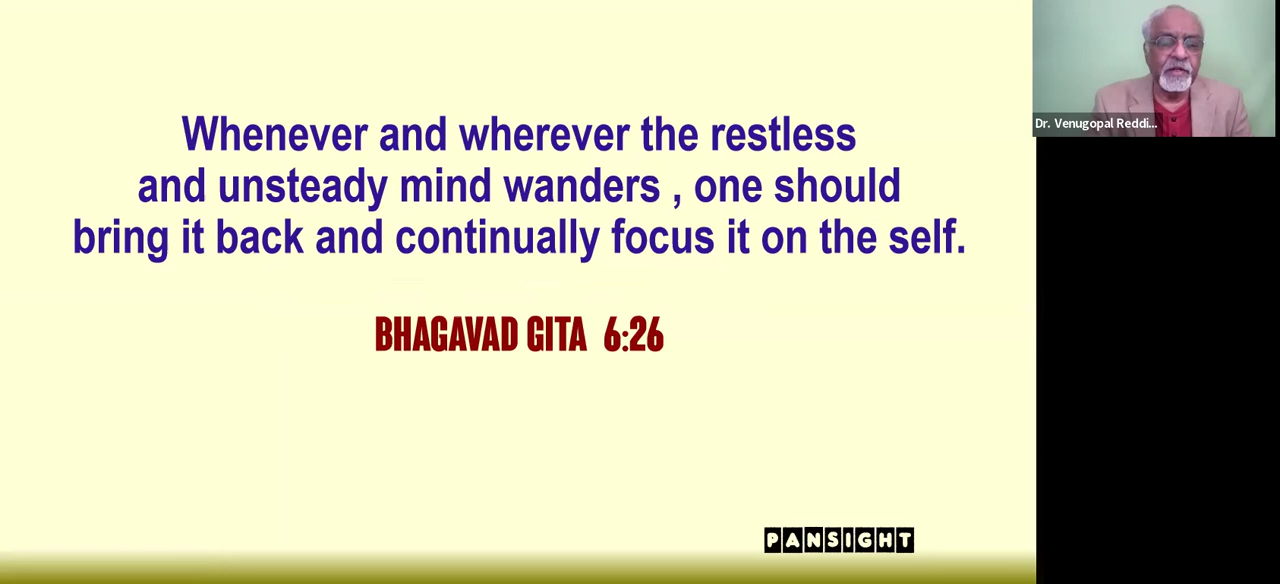 Whenever and wherever the restless
and unsteady mind wanders , one should
bring it back and continually focus it on the self.
BHAGAVAD GITA 6:26
PANSIGHT
Dr. Venugopal Reddi...